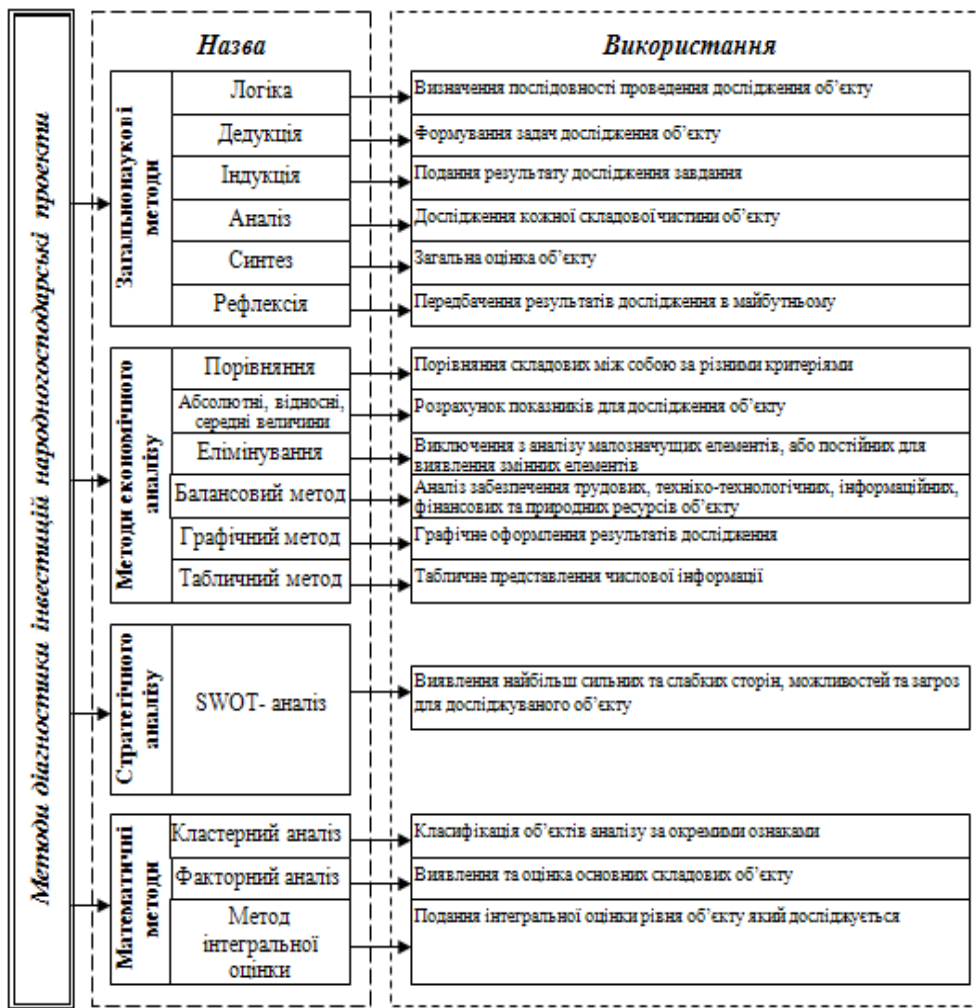 Методи діагностики інвестицій народногосподарські проекти
Назва
Використання
Загальнонаукові
методи
Логіка
Визначення послідовності проведення дослідження об’єкту
Дедукція
Формування задач дослідження об’єкту
Індукція
Подання результату дослідження завдання
Аналіз
Дослідження кожної складової чистини об’єкту
Синтез
Загальна оцінка об’єкту
Рефлексія
Передбачення результатів дослідження в майбутньому
Методи економічного
аналізу
Порівняння
Порівняння складових між собою за різними критеріями
Абсолютні, відносні,
середні величини
Розрахунок показників для дослідження об’єкту
Елімінування
Виключення з аналізу малозначущих елементів, або постійних для
виявлення змінних елементів
Балансовий метод
Аналіз забезпечення трудових, техніко-технологічних, інформаційних,
фінансових та природних ресурсів об’єкту
Графічний метод
Графічне оформлення результатів дослідження
Табличний метод
Табличне представлення числової інформації
Стратегічного
аналізу
SWOT- аналіз
Виявлення найбільш сильних та слабких сторін, можливостей та загроз
для досліджуваного об’єкту
Математичні
методи
Кластерний аналіз
Класифікація об’єктів аналізу за окремими ознаками
Факторний аналіз
Виявлення та оцінка основних складових об’єкту
Метод
інтегральної
оцінки
Подання інтегральної оцінки рівня об’єкту який досліджується